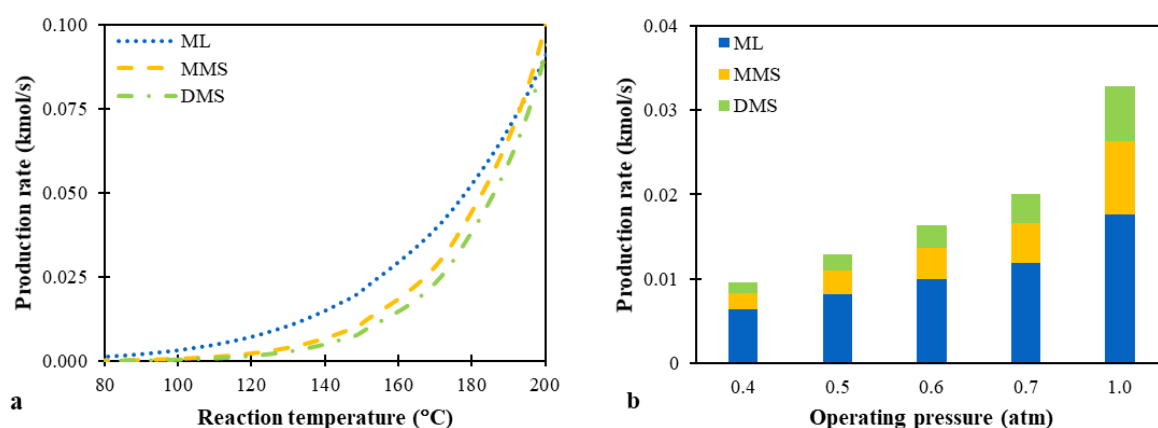 0.100
0.075
0.050
0.025
0.000
Production rate (kmol/s)
ML
MMS
DMS
80 100 120 140 160 180 200
Reaction temperature (°C)
a
0.04
0.03
0.02
0.01
0
Production rate (kmol/s)
ML
MMS
DMS
0.4 0.5 0.6 0.7 1.0
Operating pressure (atm)
b